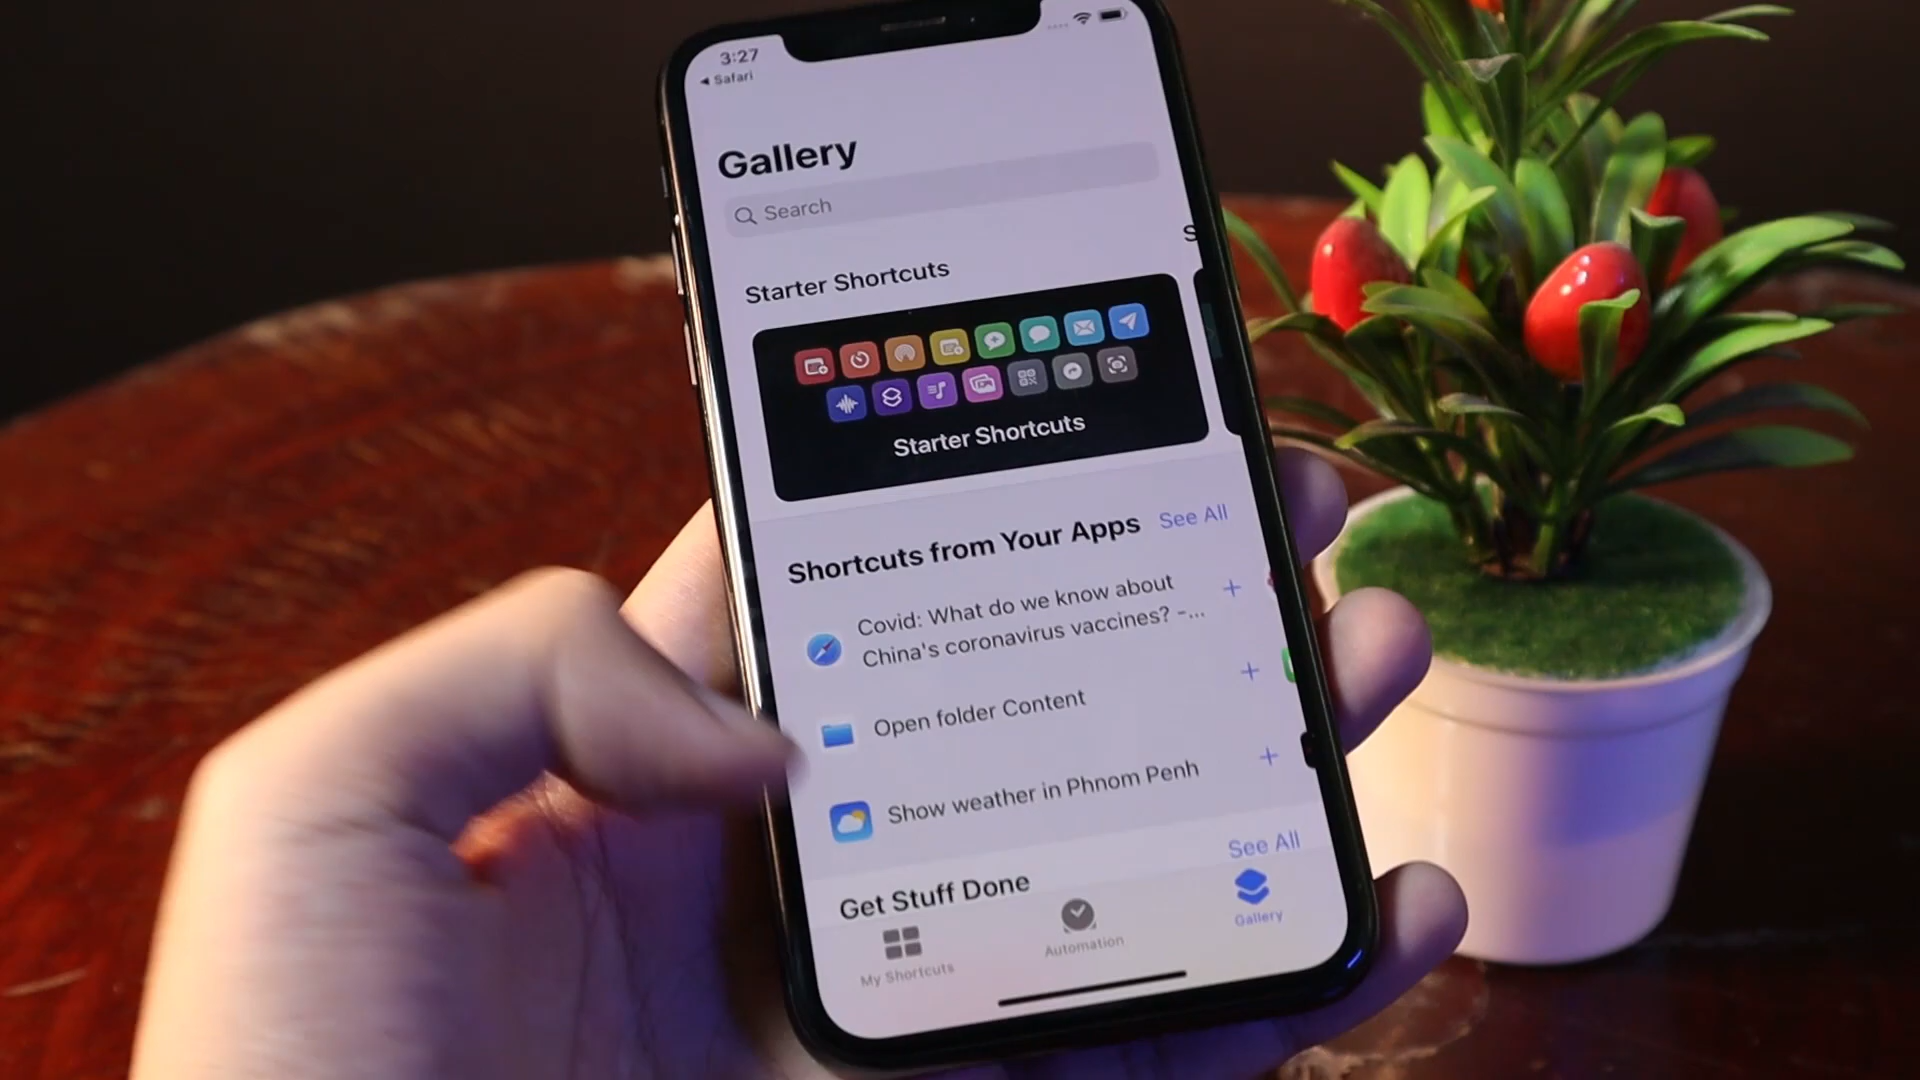 3:27
◂ Safari
Gallery
Search
Starter Shortcuts
S
Starter Shortcuts
Shortcuts from Your Apps See All
Covid: What do we know about
China's coronavirus vaccines? -...
Open folder Content
Show weather in Phnom Penh
Get Stuff Done See All
My Shortcuts Automation Gallery